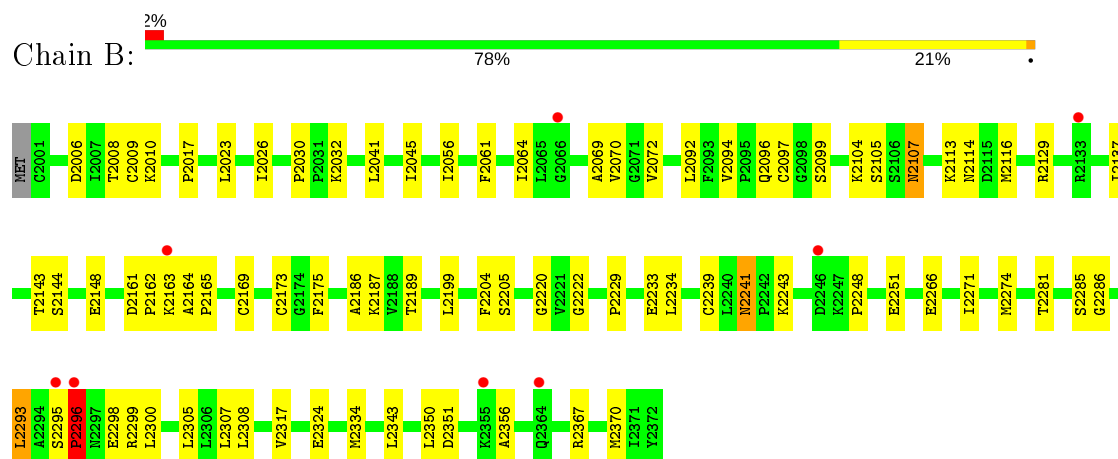 2%
Chain B:
78% 21% •
MET C2001 D2006 I2007 T2008 C2009 K2010 P2017 L2023 I2026 P2030 P2031 K2032 L2041 I2045 I2056 F2061 I2064 L2065 G2066 A2069 V2070 G2071 V2072 L2092 F2093 V2094 P2095 Q2096 C2097 G2098 S2099 K2104 S2105 S2106 N2107 K2113 N2114 D2115 M2116 R2129 R2133 I2137
T2143 S2144 E2148 D2161 P2162 K2163 A2164 P2165 C2169 C2173 G2174 F2175 A2186 K2187 V2188 T2189 L2199 F2204 S2205 G2220 V2221 G2222 P2229 E2233 L2234 C2239 L2240 N2241 P2242 K2243 D2246 K2247 P2248 E2251 E2266 I2271 M2274 T2281 S2285 G2286
L2293 A2294 S2295 P2296 N2297 E2298 R2299 L2300 L2305 L2306 L2307 L2308 V2317 E2324 M2334 L2343 L2350 D2351 K2355 A2356 Q2364 R2367 M2370 I2371 Y2372